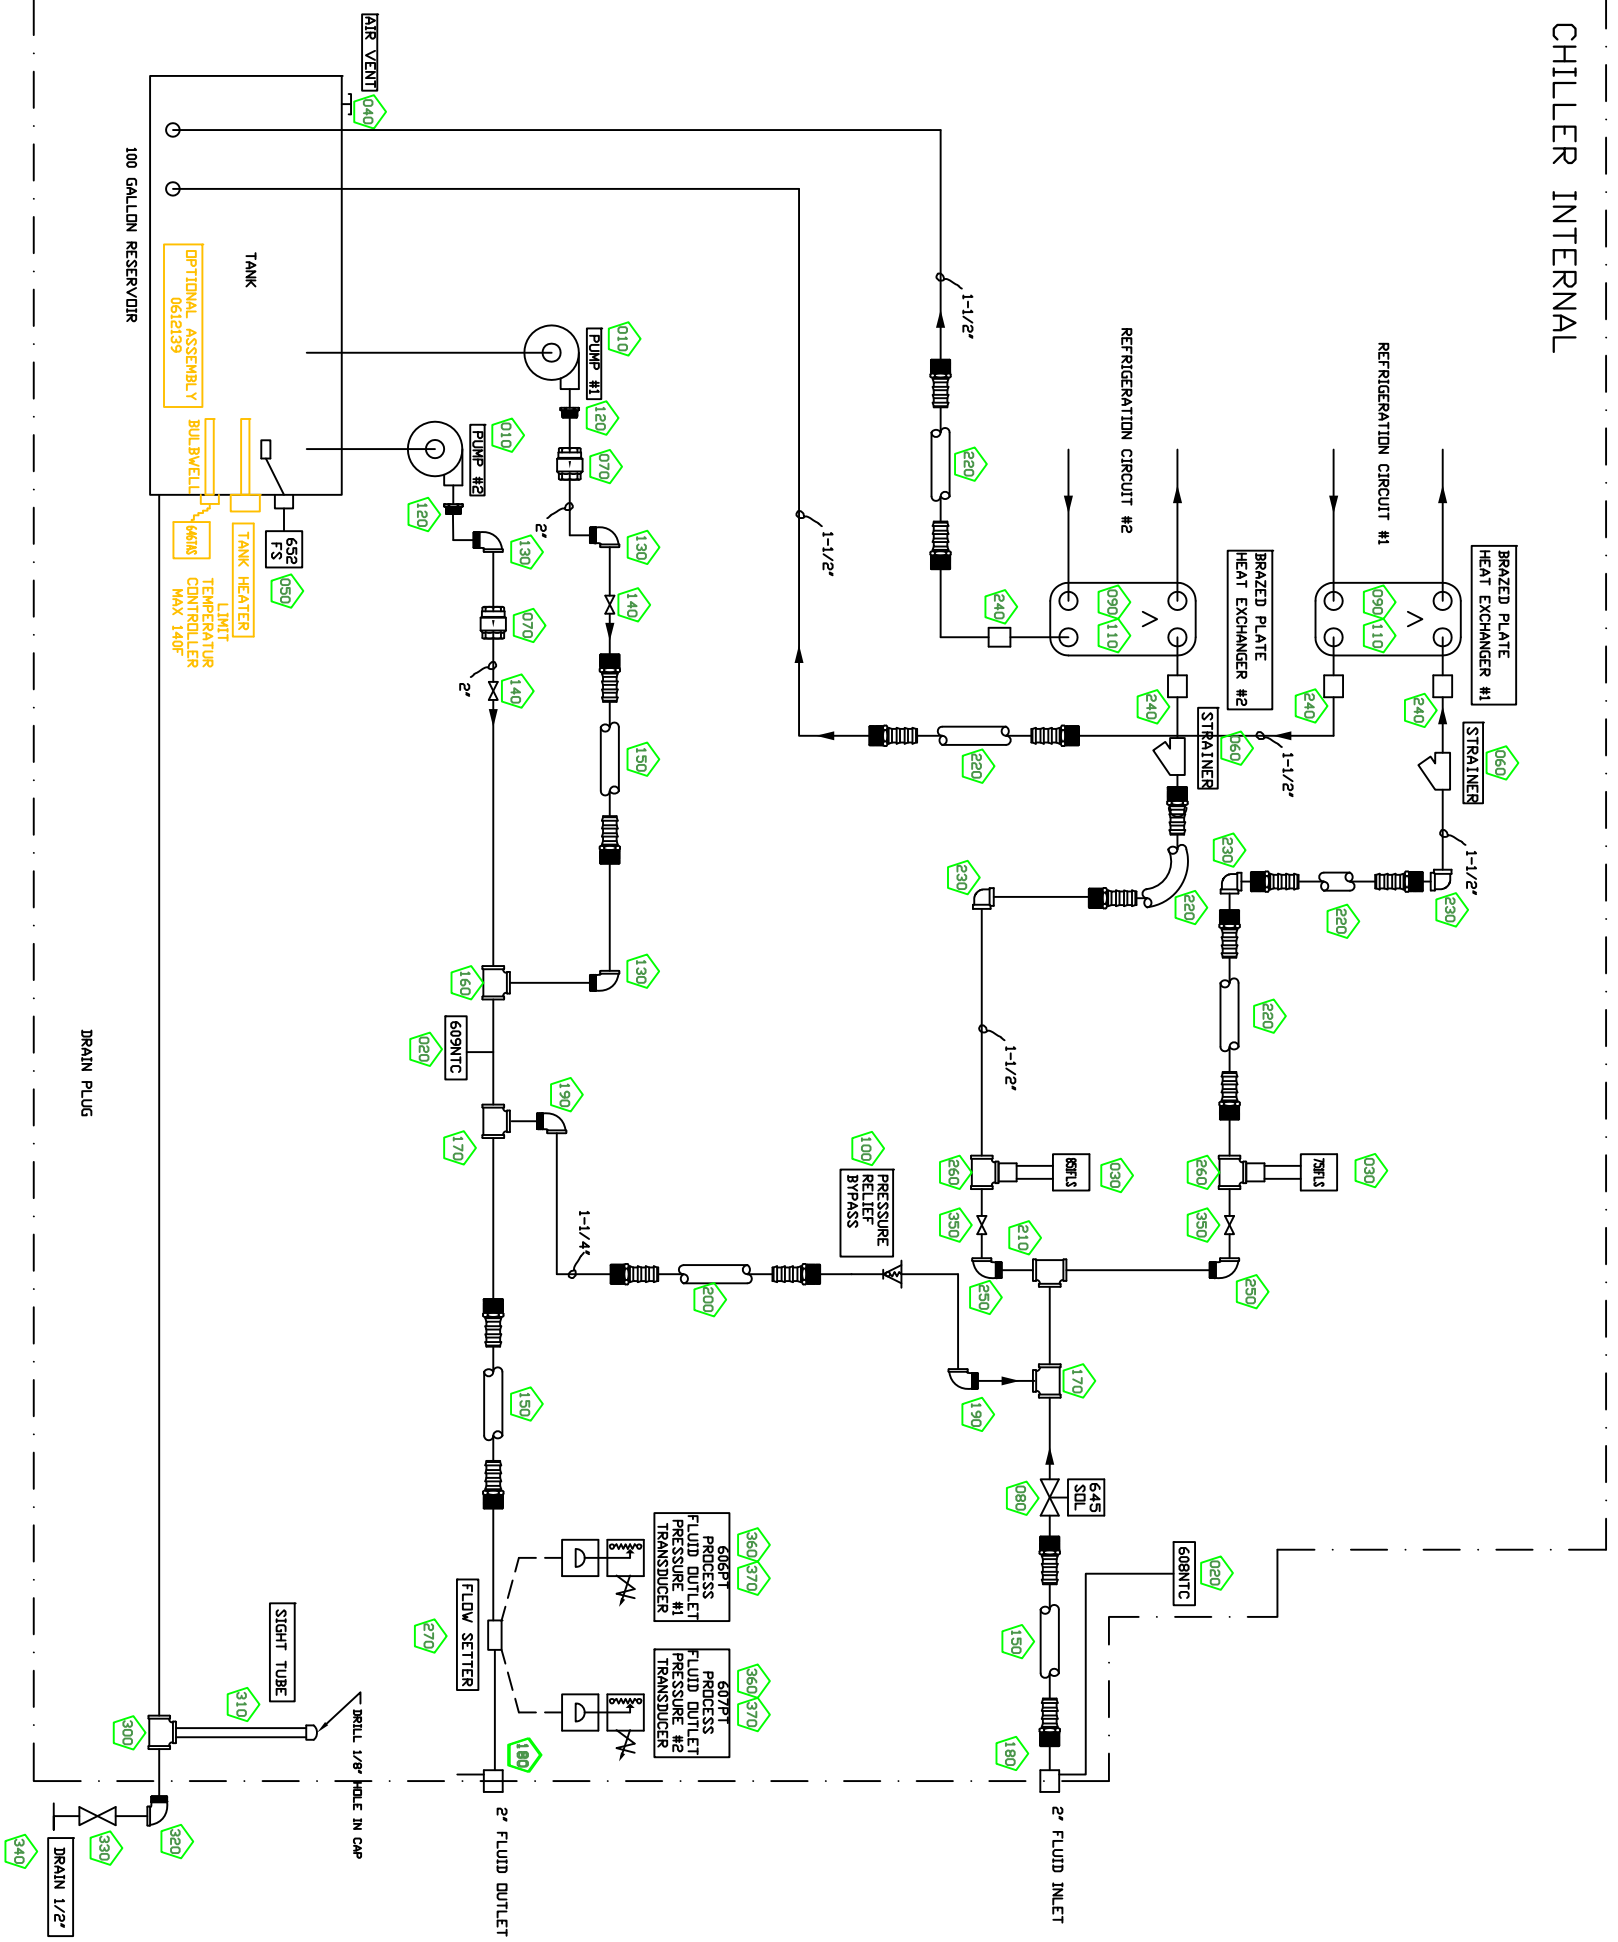 CHILLER INTERNAL
BRAZED PLATE
HEAT EXCHANGER #1
STRAINER
060
1-1/2"
REFRIGERATION CIRCUIT #1
090
110
240
240
230
230
220
220
BRAZED PLATE
HEAT EXCHANGER #2
STRAINER
060
1-1/2"
REFRIGERATION CIRCUIT #2
090
110
240
240
220
230
1-1/2"
751FLS
030
260
350
250
851FLS
030
260
350
250
210
1-1/2"
220
1-1/2"
220
PRESSURE
RELIEF
BYPASS
100
170
190
645
SOL
080
608NTC
020
150
180
2" FLUID INLET
AIR VENT
040
TANK
100 GALLON RESERVOIR
OPTIONAL ASSEMBLY
0612139
BULBWELL
TANK HEATER
646TAS
LIMIT
TEMPERATUR
CONTROLLER
MAX 140F
652
FS
050
010
PUMP #1
120
070
2"
130
140
150
130
010
PUMP #2
120
130
070
2"
140
160
609NTC
020
170
190
1-1/4"
200
150
606PT
PROCESS
FLUID OUTLET
PRESSURE #1
TRANSDUCER
360
370
607PT
PROCESS
FLUID OUTLET
PRESSURE #2
TRANSDUCER
360
370
FLOW SETTER
270
180
2" FLUID OUTLET
DRAIN PLUG
SIGHT TUBE
310
DRILL 1/8" HOLE IN CAP
300
320
330
340
DRAIN 1/2"